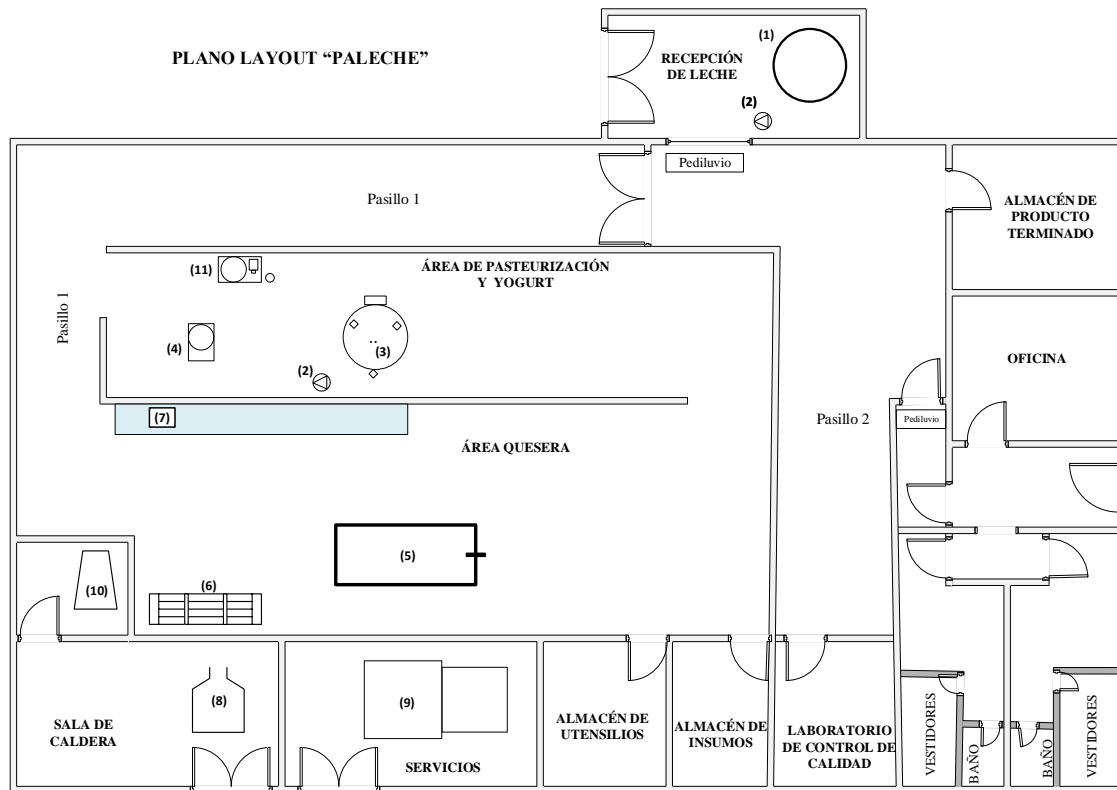 PLANO LAYOUT “PALECHE”
(1)
RECEPCIÓN
DE LECHE
(2)
Pediluvio
Pasillo 1
ALMACÉN DE
PRODUCTO
TERMINADO
(11)
ÁREA DE PASTEURIZACIÓN
Y YOGURT
Pasillo 1
(4)
(3)
(2)
OFICINA
(7)
Pasillo 2
Pediluvio
ÁREA QUESERA
(5)
(10)
(6)
(8)
(9)
SALA DE
CALDERA
SERVICIOS
ALMACÉN DE
UTENSILIOS
ALMACÉN DE
INSUMOS
LABORATORIO
DE CONTROL DE
CALIDAD
VESTIDORES
BAÑO
BAÑO
VESTIDORES